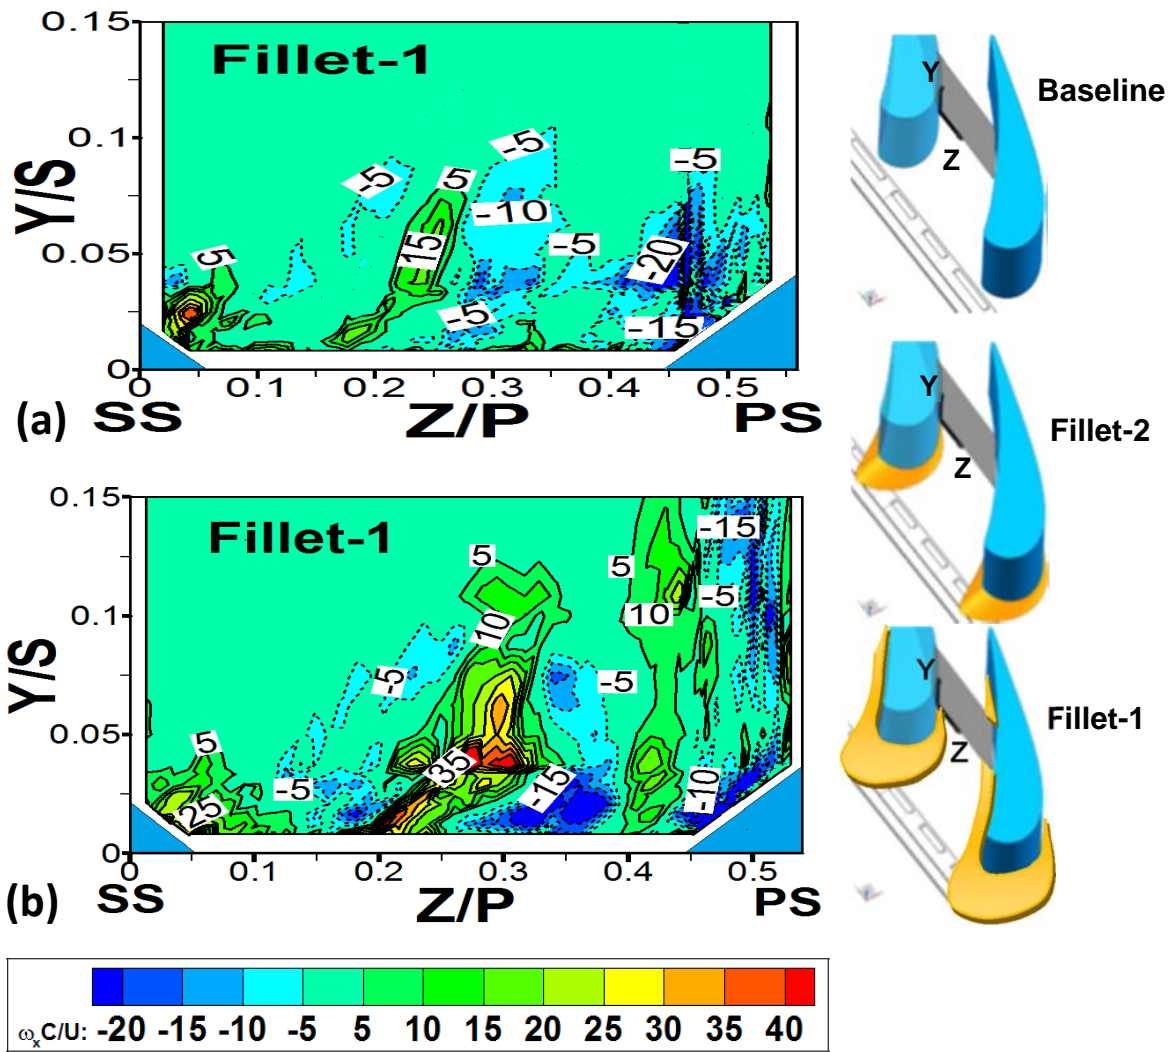 0.15
Fillet-1
0.1
Y/S
0.05
0
-5
-5
5
-5
-10
-5
15
-20
5
-5
-15
0 0.1 0.2 0.3 0.4 0.5
(a) SS Z/P PS
0.15
Fillet-1
-15
5
5
0.1
10
10
-5
Y/S
-5
-5
0.05
5
35
-5
-15
-10
25
0
0 0.1 0.2 0.3 0.4 0.5
(b) SS Z/P PS
ωxC/U: -20 -15 -10 -5 5 10 15 20 25 30 35 40
Y
Z
Baseline
Y
Z
Fillet-2
Y
Z
Fillet-1